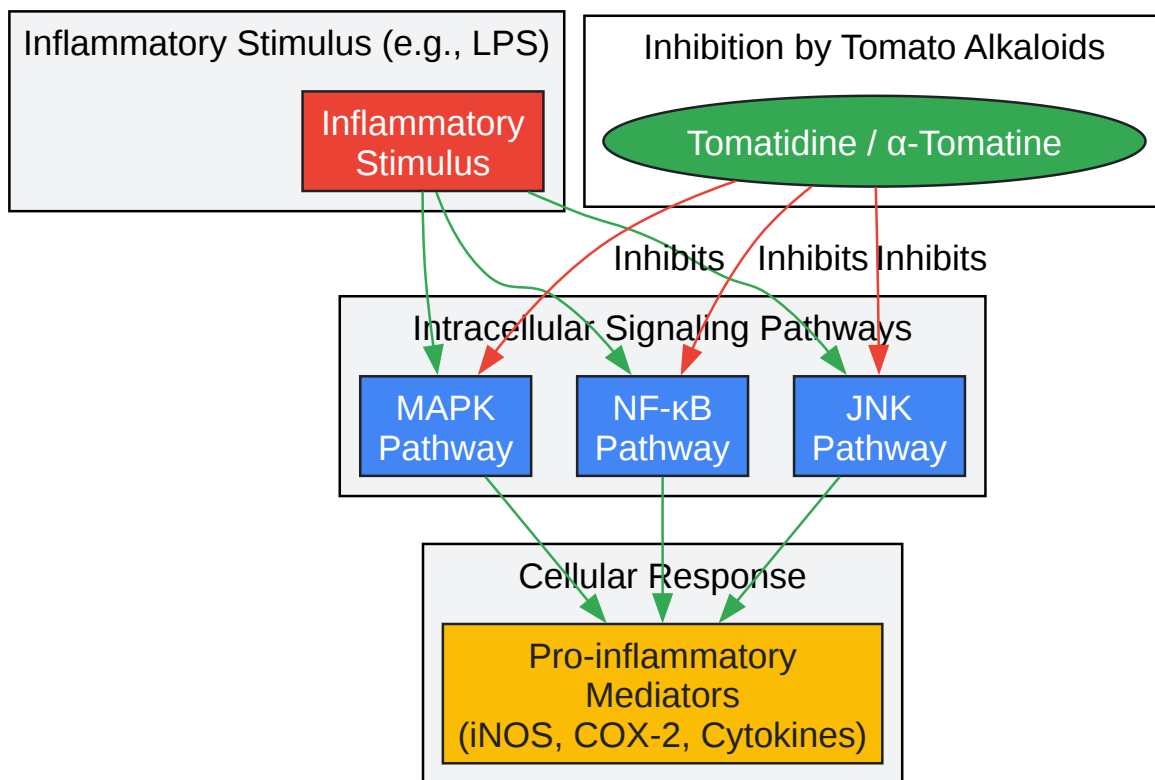 Inflammatory Stimulus (e.g., LPS)
Inflammatory
Stimulus
Inhibition by Tomato Alkaloids
Tomatidine / α-Tomatine
Inhibits
Inhibits
Inhibits
Intracellular Signaling Pathways
MAPK
Pathway
NF-κB
Pathway
JNK
Pathway
Cellular Response
Pro-inflammatory
Mediators
(iNOS, COX-2, Cytokines)